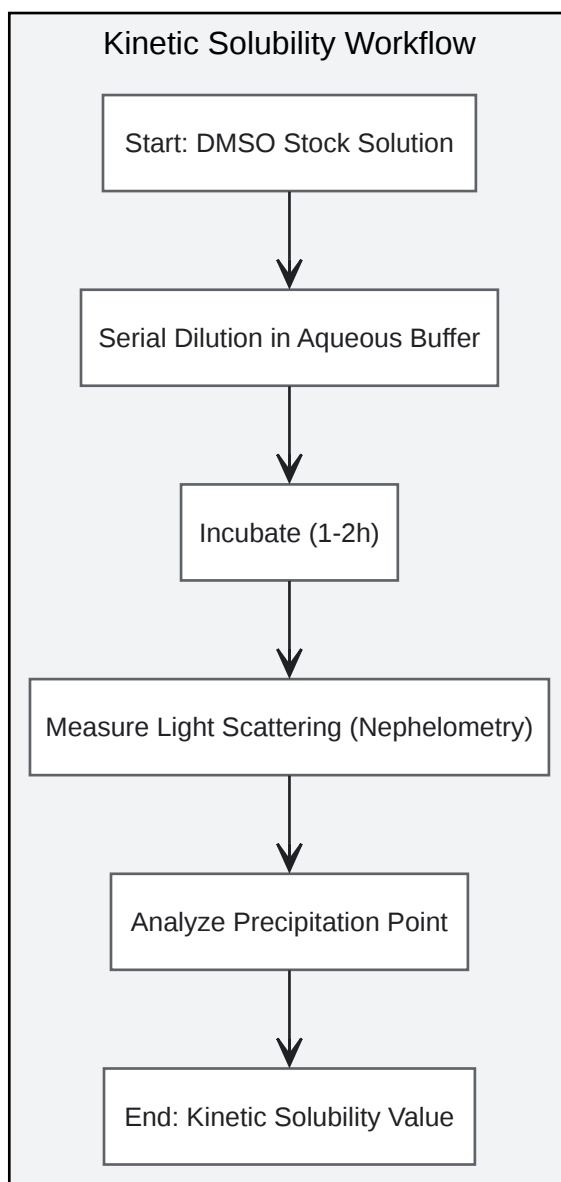 Kinetic Solubility Workflow
Start: DMSO Stock Solution
Serial Dilution in Aqueous Buffer
Incubate (1-2h)
Measure Light Scattering (Nephelometry)
Analyze Precipitation Point
End: Kinetic Solubility Value